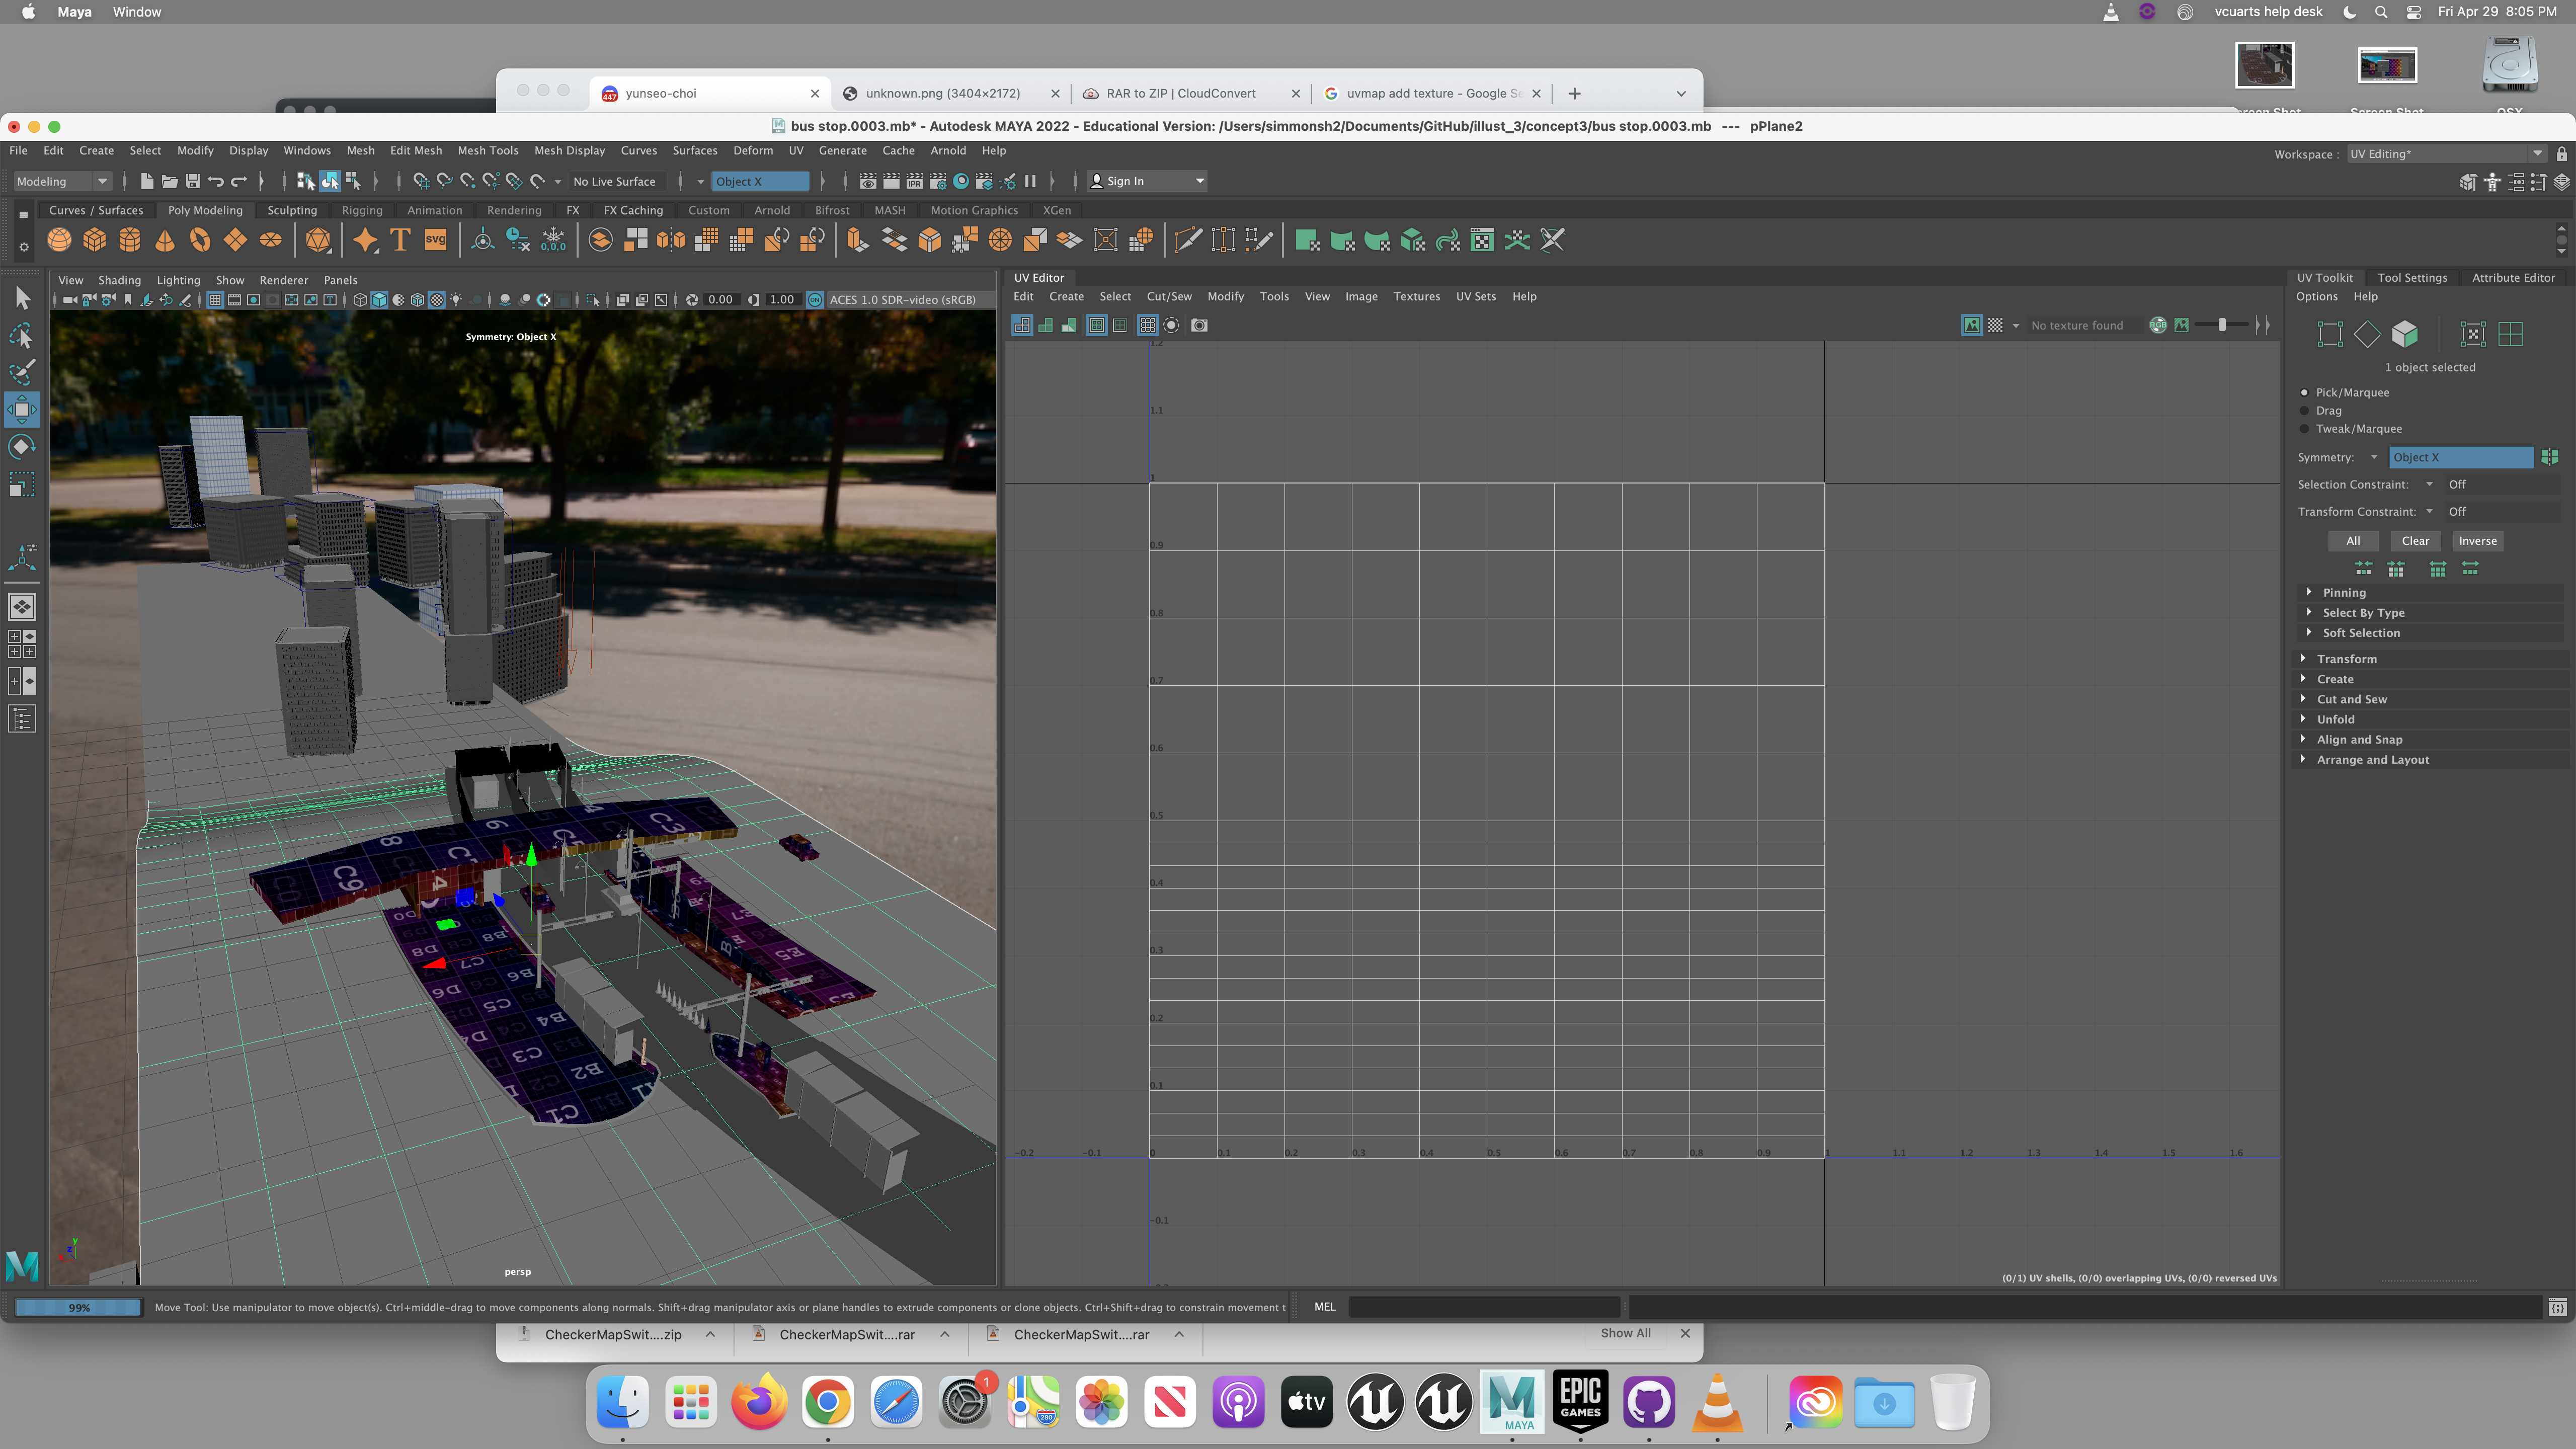 Maya Window vcuarts help desk Fri Apr 29 8:05 PM
yunseo-choi unknown.png (3404×2172) RAR to ZIP | CloudConvert uvmap add texture - Google Se
bus stop.0003.mb* - Autodesk MAYA 2022 - Educational Version: /Users/simmonsh2/Documents/GitHub/illust_3/concept3/bus stop.0003.mb --- pPlane2
File Edit Create Select Modify Display Windows Mesh Edit Mesh Mesh Tools Mesh Display Curves Surfaces Deform UV Generate Cache Arnold Help Workspace : UV Editing*
Modeling No Live Surface Object X IPR Sign In
Curves / Surfaces Poly Modeling Sculpting Rigging Animation Rendering FX FX Caching Custom Arnold Bifrost MASH Motion Graphics XGen
T svg 0,0,0
View Shading Lighting Show Renderer Panels
0.00 1.00 ON ACES 1.0 SDR-video (sRGB)
Symmetry: Object X
persp
UV Editor
Edit Create Select Cut/Sew Modify Tools View Image Textures UV Sets Help
No texture found RGB
1.2
1.1
1
0.9
0.8
0.7
0.6
0.5
0.4
0.3
0.2
0.1
-0.2 -0.1 0 0.1 0.2 0.3 0.4 0.5 0.6 0.7 0.8 0.9 1 1.1 1.2 1.3 1.4 1.5 1.6
-0.1
(0/1) UV shells, (0/0) overlapping UVs, (0/0) reversed UVs
UV Toolkit Tool Settings Attribute Editor
Options Help
1 object selected
Pick/Marquee
Drag
Tweak/Marquee
Symmetry: Object X
Selection Constraint: Off
Transform Constraint: Off
All Clear Inverse
Pinning
Select By Type
Soft Selection
Transform
Create
Cut and Sew
Unfold
Align and Snap
Arrange and Layout
99% Move Tool: Use manipulator to move object(s). Ctrl+middle-drag to move components along normals. Shift+drag manipulator axis or plane handles to extrude components or clone objects. Ctrl+Shift+drag to constrain movement t MEL
CheckerMapSwit....zip CheckerMapSwit....rar CheckerMapSwit....rar Show All
1 280 tv MAYA EPIC GAMES